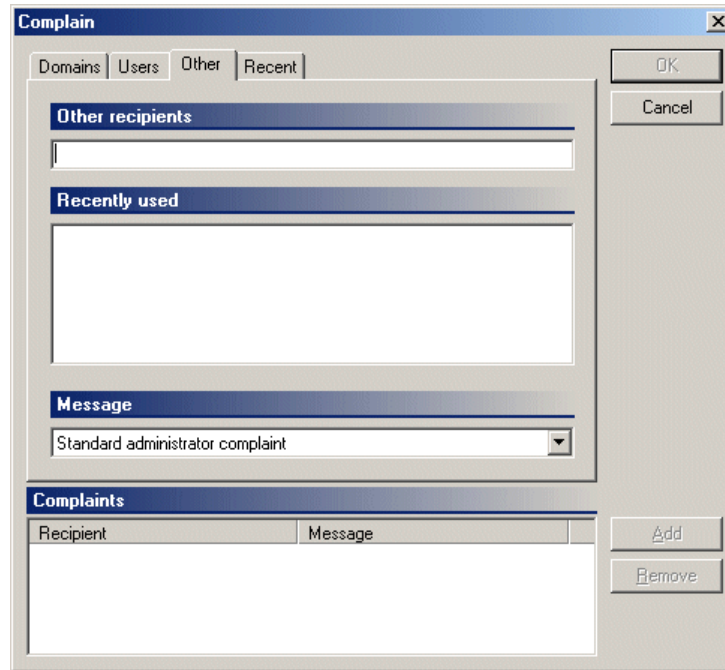 Complain
Domains Users Other Recent
OK
Cancel
Other recipients
Recently used
Message
Standard administrator complaint
Complaints
Recipient Message
Add
Remove